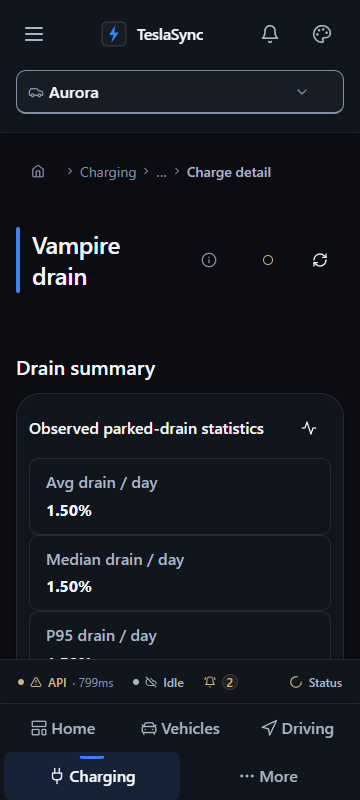 TeslaSync
Aurora
Charging
...
Charge detail
Vampire
drain
Drain summary
Observed parked-drain statistics
Avg drain / day
1.50%
Median drain / day
1.50%
P95 drain / day
API · 799ms
Idle
2
Status
Home
Vehicles
Driving
Charging
More